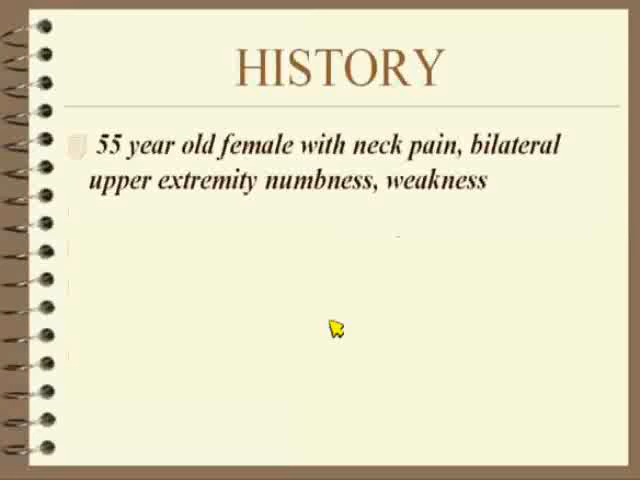 HISTORY
55 year old female with neck pain, bilateral
upper extremity numbness, weakness